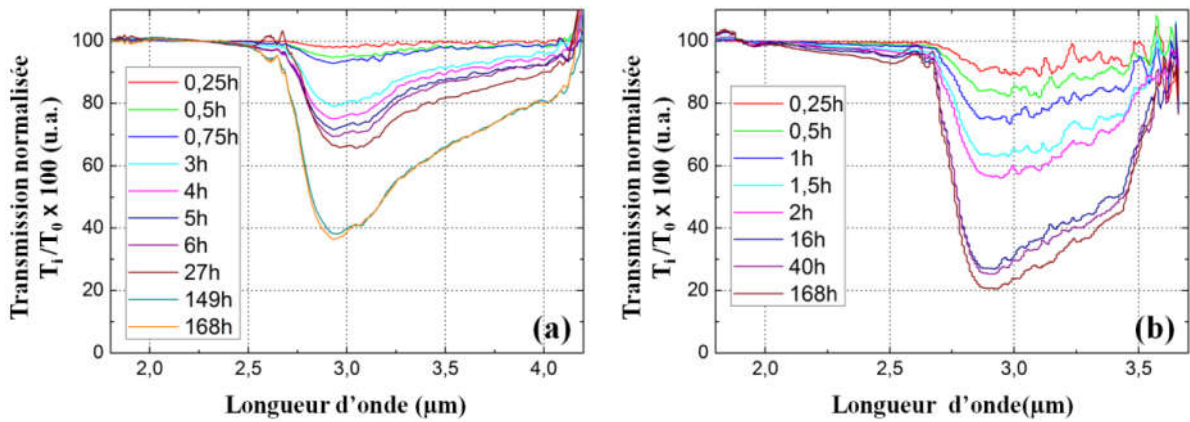 Transmission normalisée
Tᵢ/T₀ x 100 (u.a.)
100
80
60
40
20
0
0,25h
0,5h
0,75h
3h
4h
5h
6h
27h
149h
168h
(a)
2,0
2,5
3,0
3,5
4,0
Longueur d'onde (µm)
Transmission normalisée
Tᵢ/T₀ x 100 (u.a.)
100
80
60
40
20
0
0,25h
0,5h
1h
1,5h
2h
16h
40h
168h
(b)
2,0
2,5
3,0
3,5
Longueur d'onde(µm)